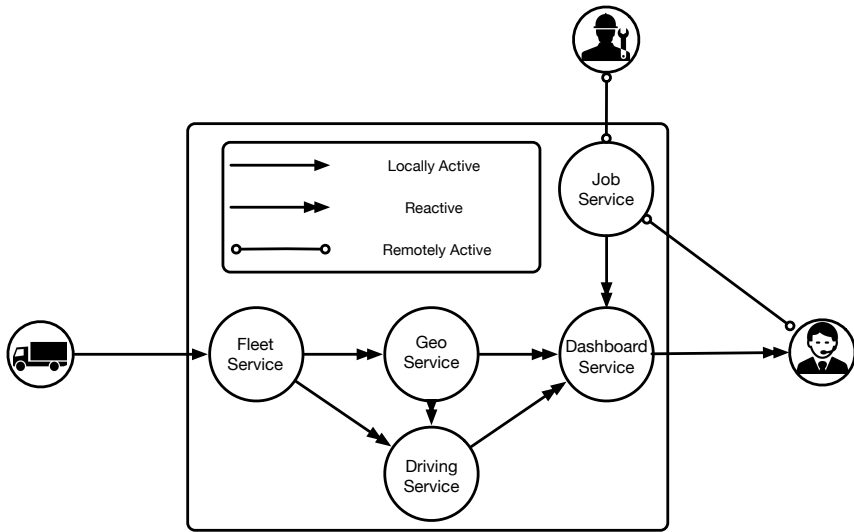 Locally Active
Reactive
Remotely Active
Job
Service
Fleet
Service
Geo
Service
Dashboard
Service
Driving
Service